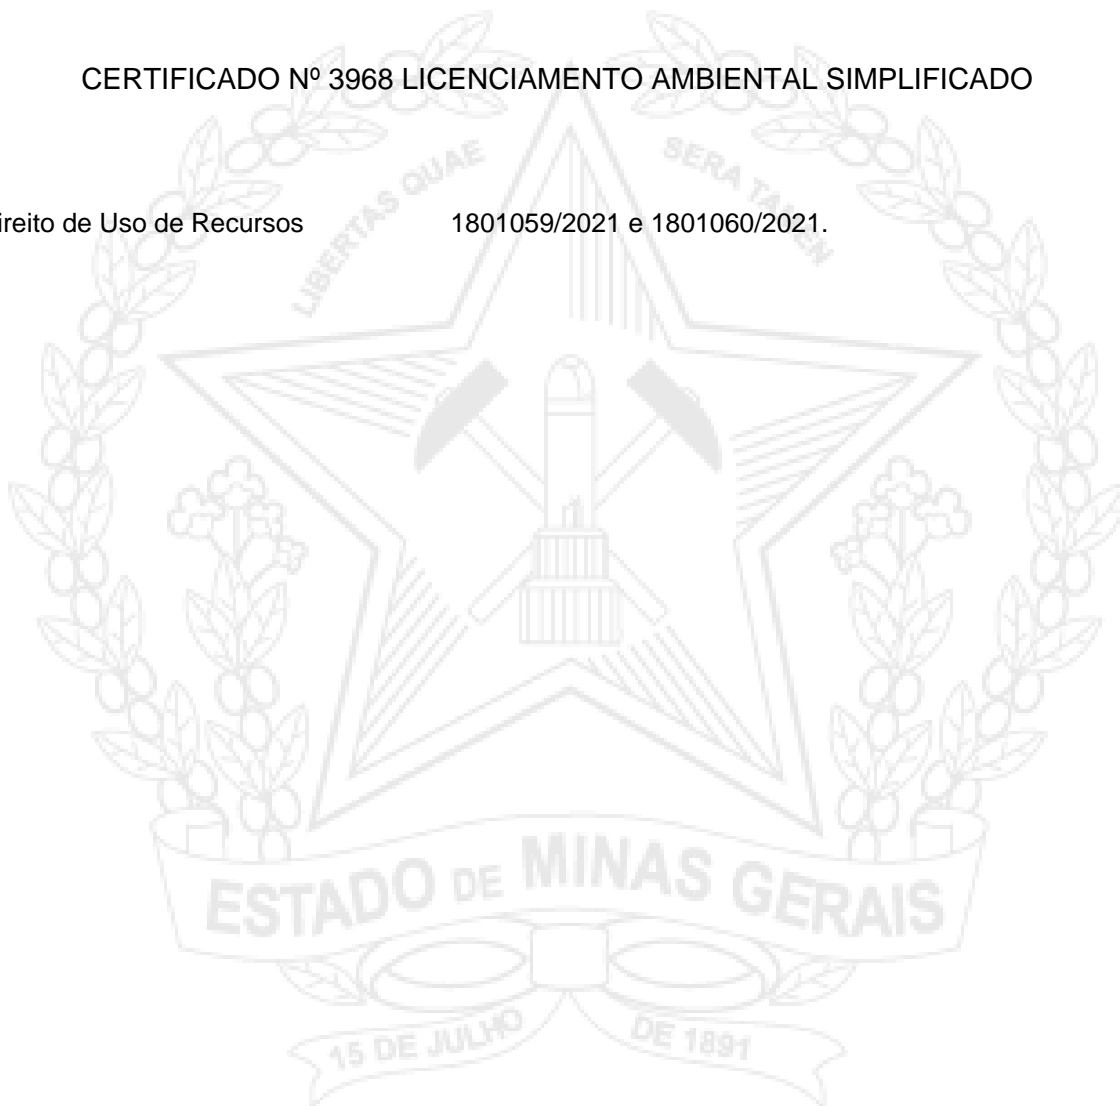 CERTIFICADO Nº 3968 LICENCIAMENTO AMBIENTAL SIMPLIFICADO
LIBERTAS QUAE SERA TAMEN
ireito de Uso de Recursos 1801059/2021 e 1801060/2021.
ESTADO DE MINAS GERAIS
15 DE JULHO DE 1891